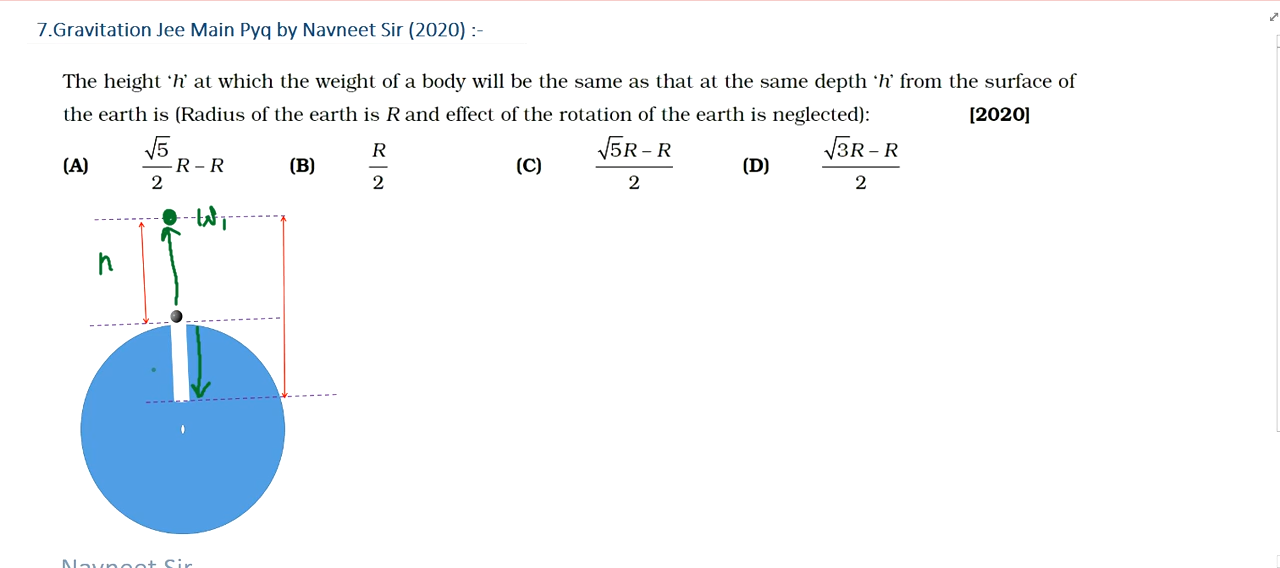 7.Gravitation Jee Main Pyq by Navneet Sir (2020) :-
The height ‘h’ at which the weight of a body will be the same as that at the same depth ‘h’ from the surface of
the earth is (Radius of the earth is R and effect of the rotation of the earth is neglected): [2020]
(A) √5/2 R – R (B) R/2 (C) (√5R – R)/2 (D) (√3R – R)/2
W₁
h
Navneet Sir